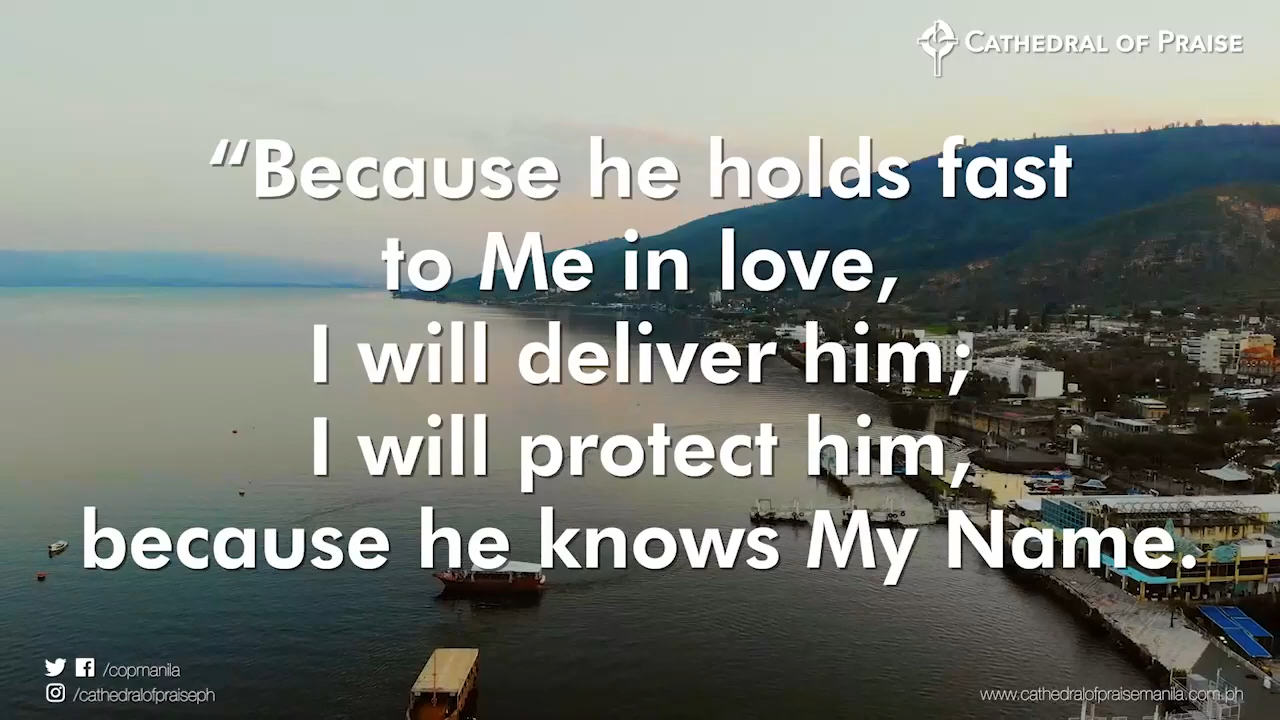 CATHEDRAL OF PRAISE
“Because he holds fast
to Me in love,
I will deliver him;
I will protect him,
because he knows My Name.
/copmanila
/cathedralofpraiseph
www.cathedralofpraisemanila.com.ph